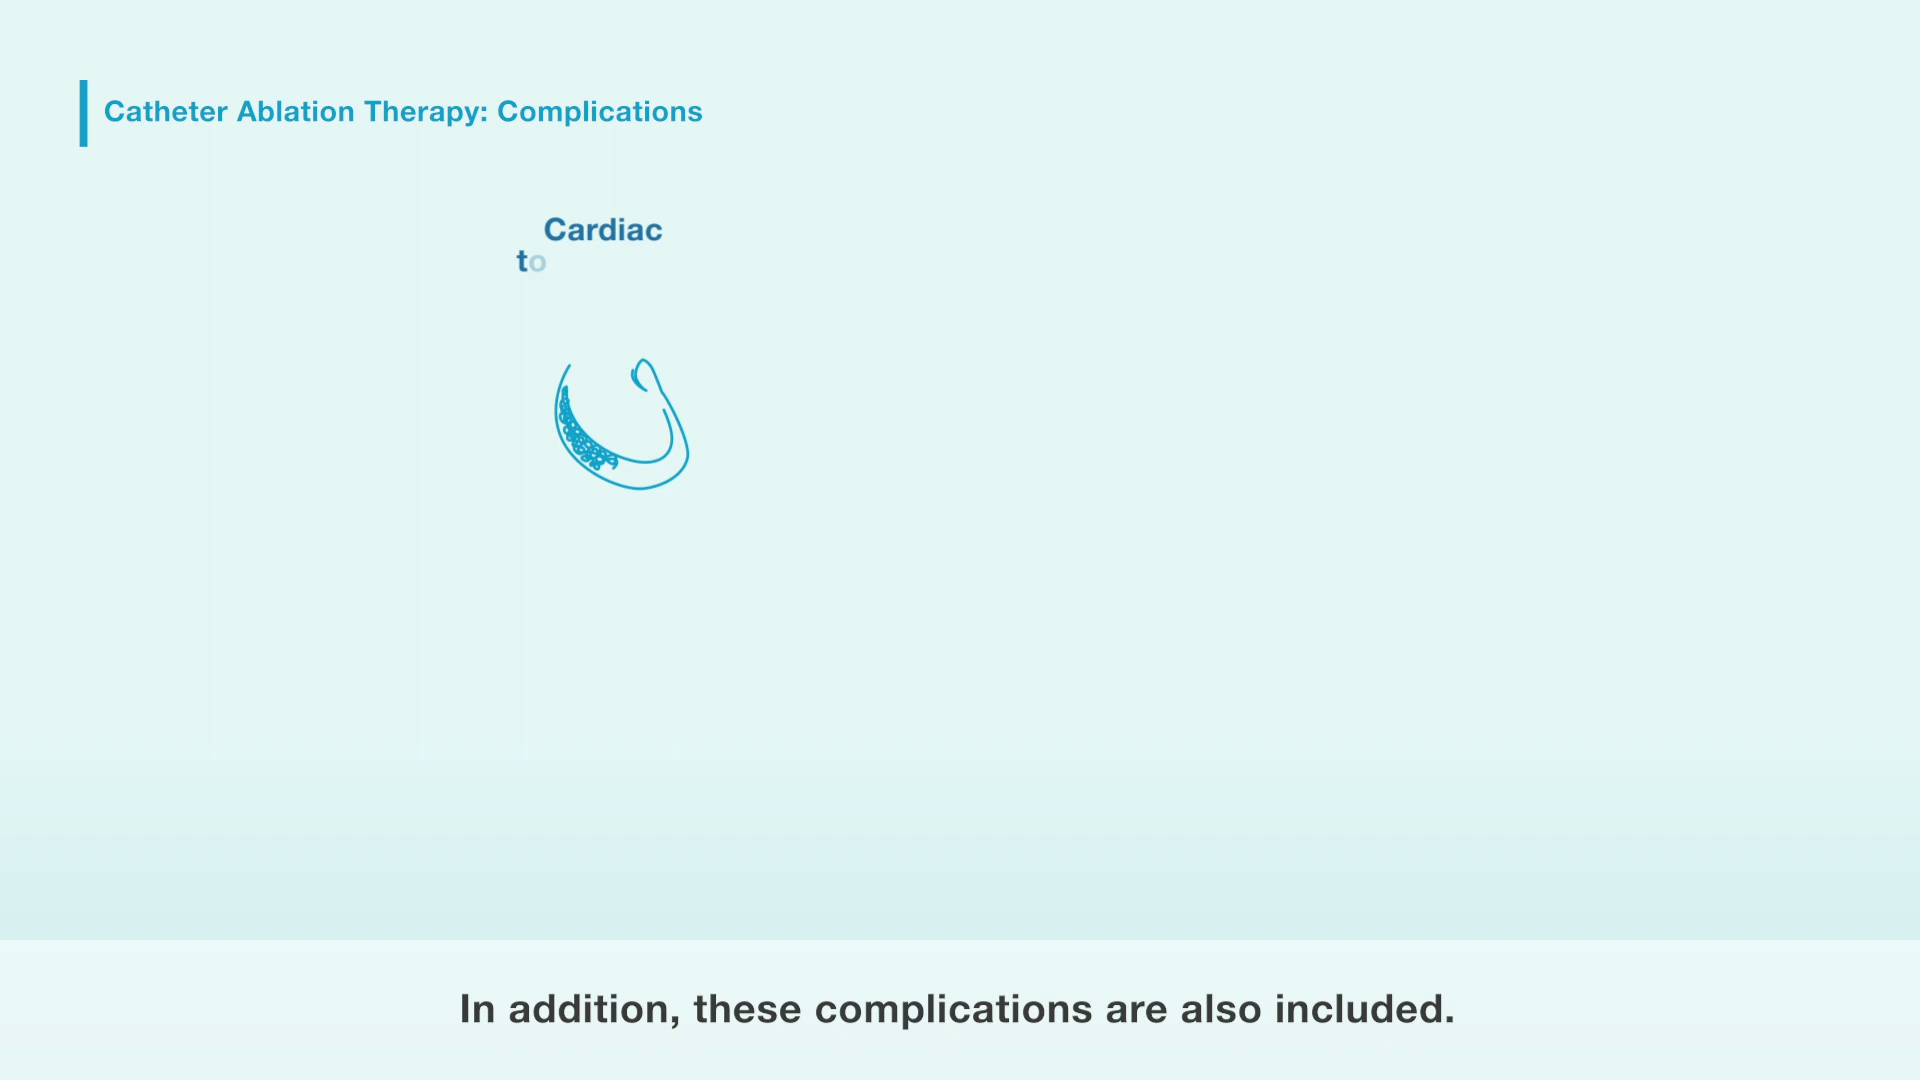 Catheter Ablation Therapy: Complications
Cardiac
to
In addition, these complications are also included.